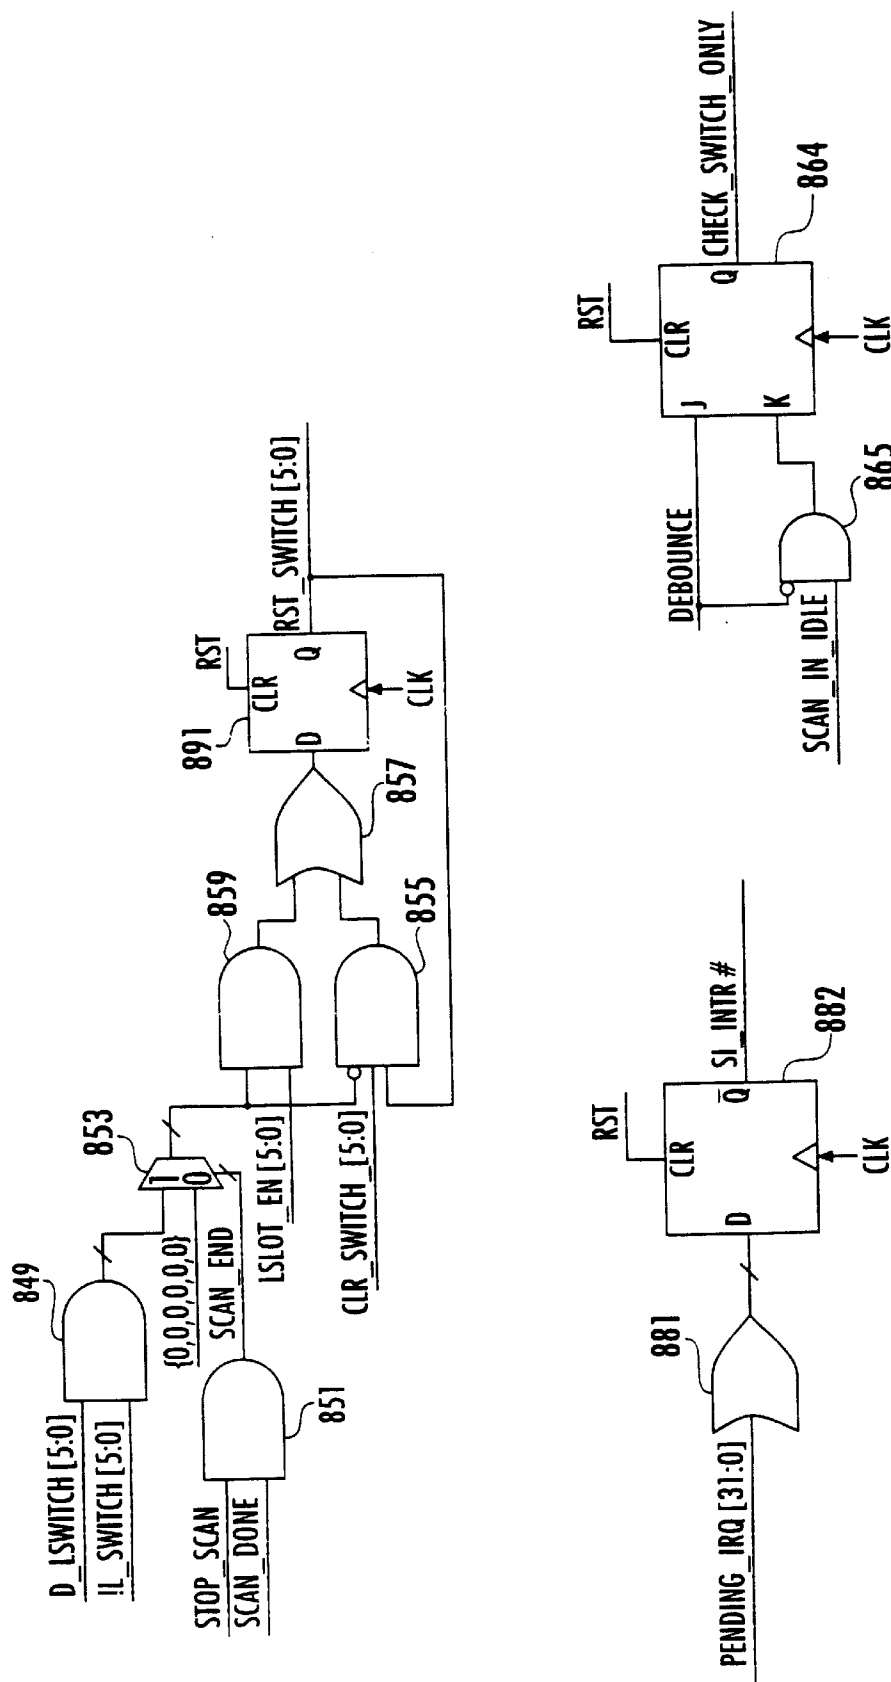 D_LSWITCH [5:0]
!L_SWITCH [5:0]
849
{0,0,0,0,0,0}
853
1
0
STOP_SCAN
SCAN_DONE
851
SCAN_END
LSLOT_EN [5:0]
CLR_SWITCH_[5:0]
859
855
857
891
RST
CLR
D
Q
CLK
RST_SWITCH [5:0]
PENDING_IRQ [31:0]
881
RST
CLR
D
Q
CLK
882
SI_INTR#
DEBOUNCE
SCAN_IN_IDLE
865
RST
CLR
J
K
Q
CLK
864
CHECK_SWITCH_ONLY